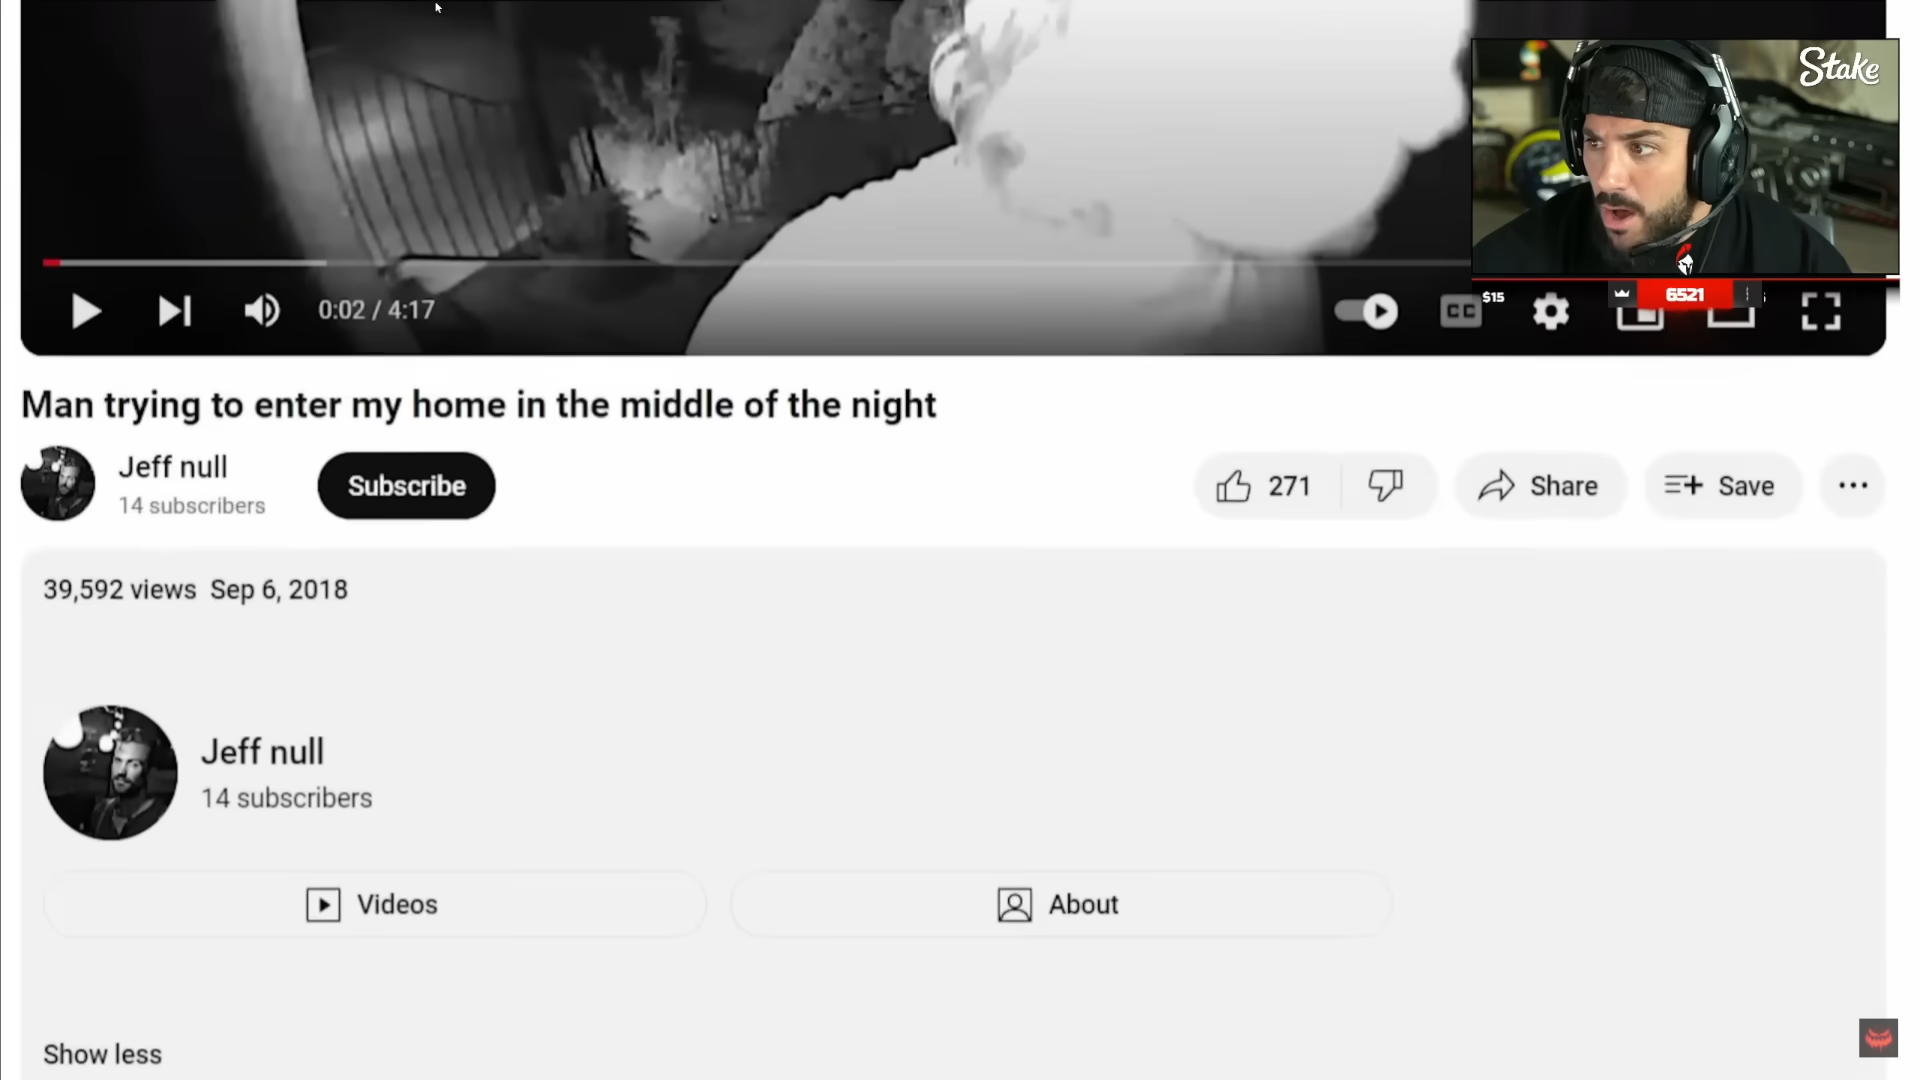 Stake
0:02 / 4:17
CC
$15
6521
Man trying to enter my home in the middle of the night
Jeff null
14 subscribers
Subscribe
271
Share
Save
39,592 views Sep 6, 2018
Jeff null
14 subscribers
Videos
About
Show less